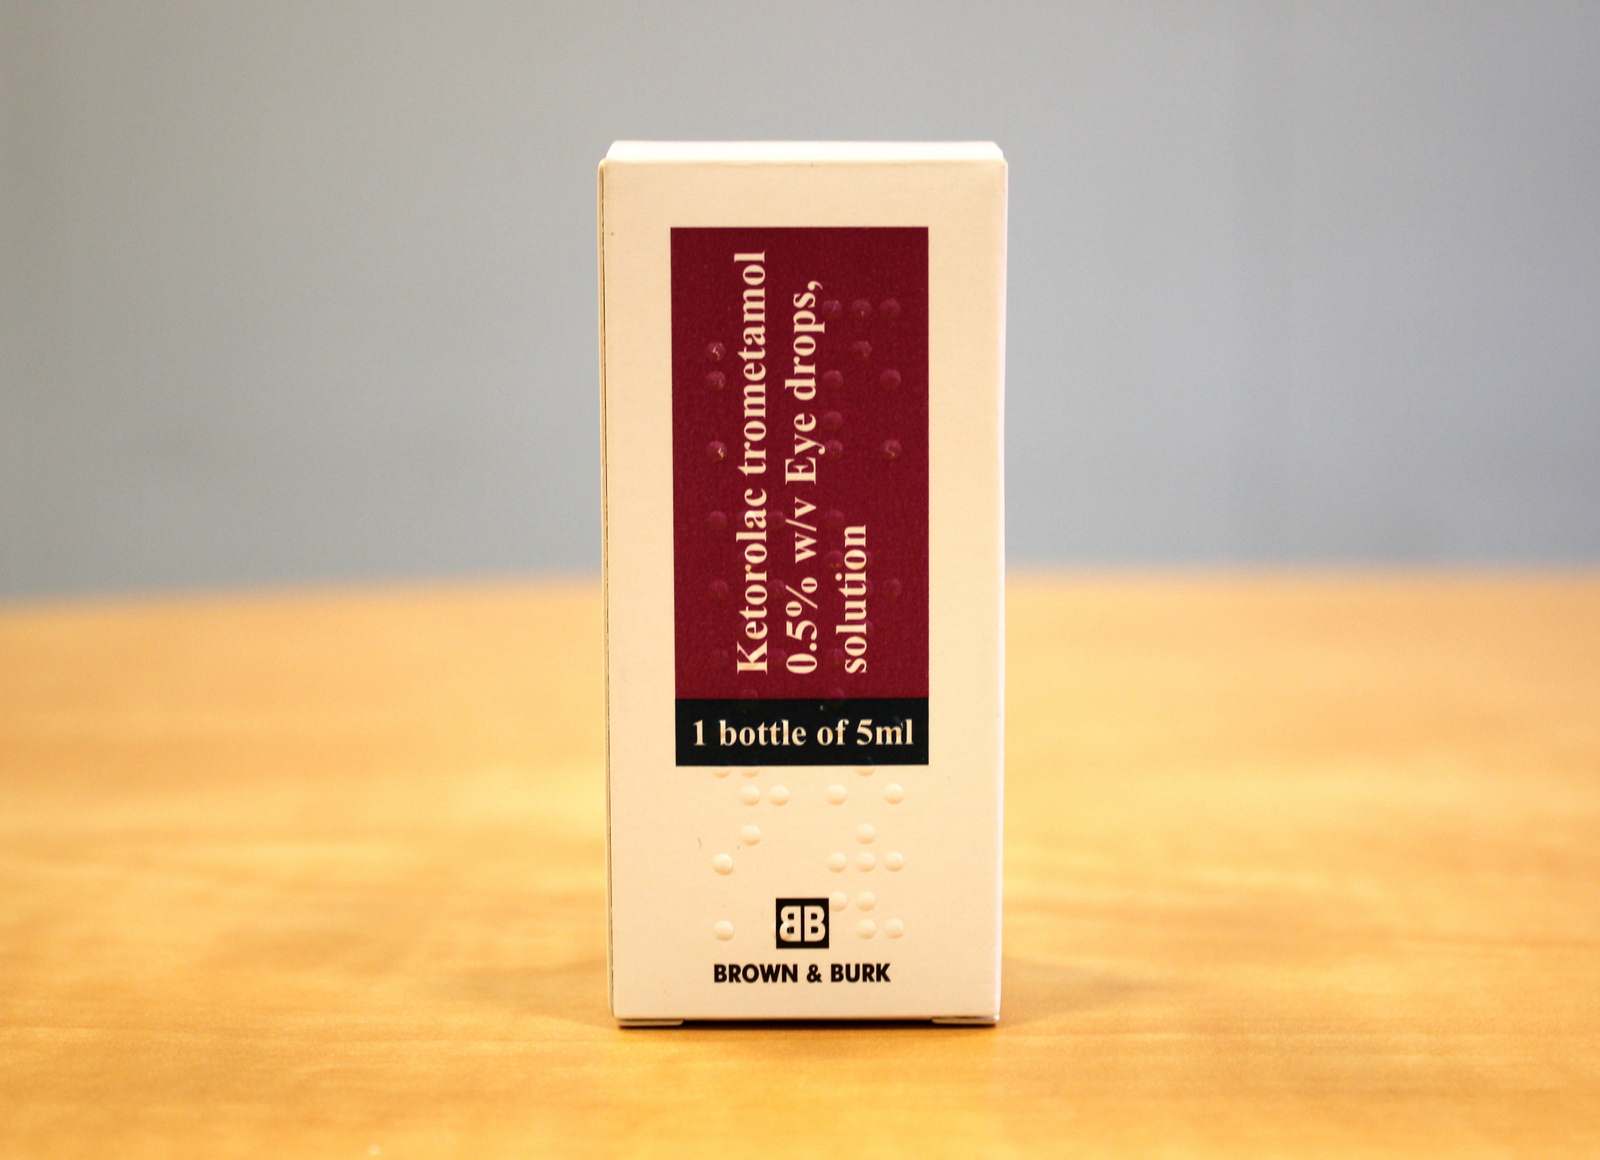 Ketorolac trometamol
0.5% w/v Eye drops,
solution
1 bottle of 5ml
BB
BROWN & BURK